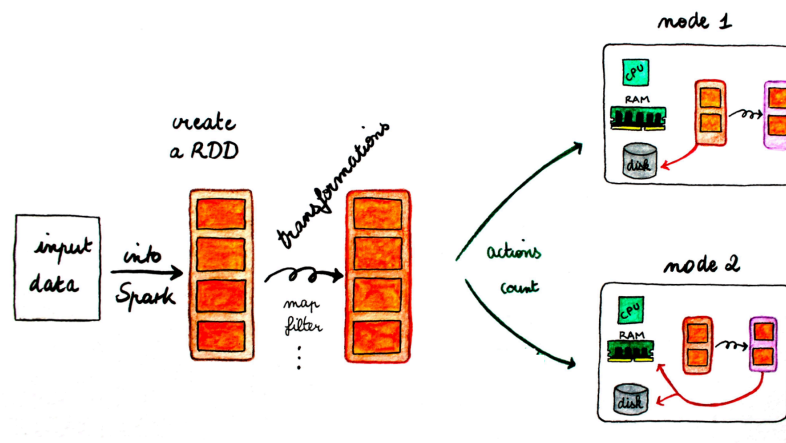 input
data
into
Spark
create
a RDD
transformations
map
filter
⋮
actions
count
node 1
CPU
RAM
disk
node 2
CPU
RAM
disk